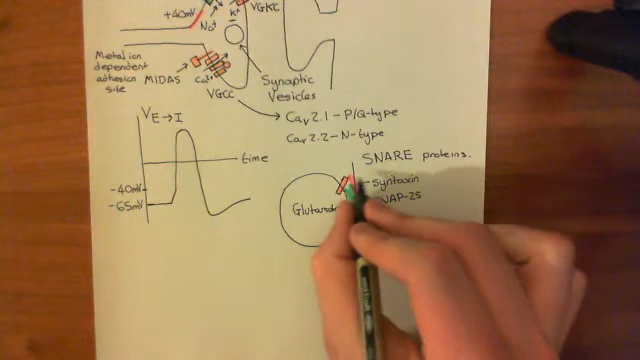 +40mV
Na+
K+
VGKC
Metal ion
dependent
adhesion MIDAS
site
Ca2+
VGCC
Synaptic
Vesicles
Cav2.1 - P/Q-type
Cav2.2 - N-type
VE→I
time
-40mV
-65mV
SNARE proteins.
syntaxin
SNAP-25